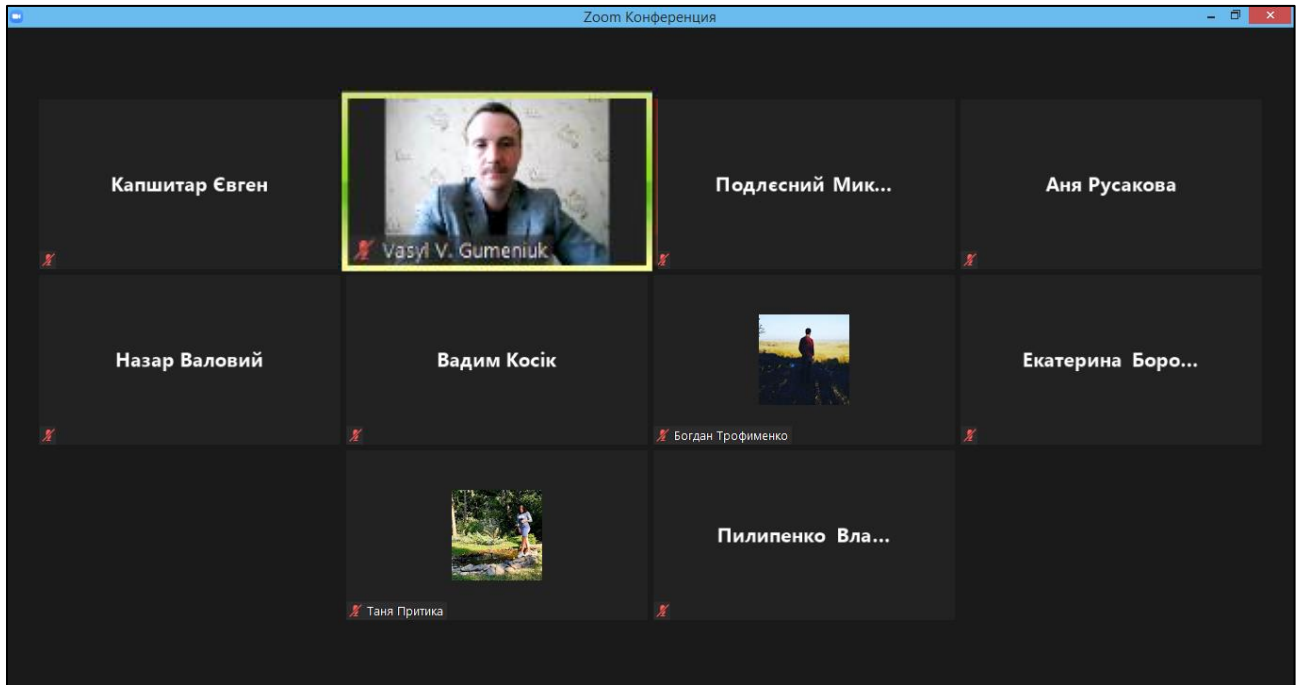 Zoom Конференция
Капшитар Євген
Vasyl V. Gumeniuk
Подлєсний Мик...
Аня Русакова
Назар Валовий
Вадим Косік
Богдан Трофименко
Екатерина Боро...
Таня Притика
Пилипенко Вла...